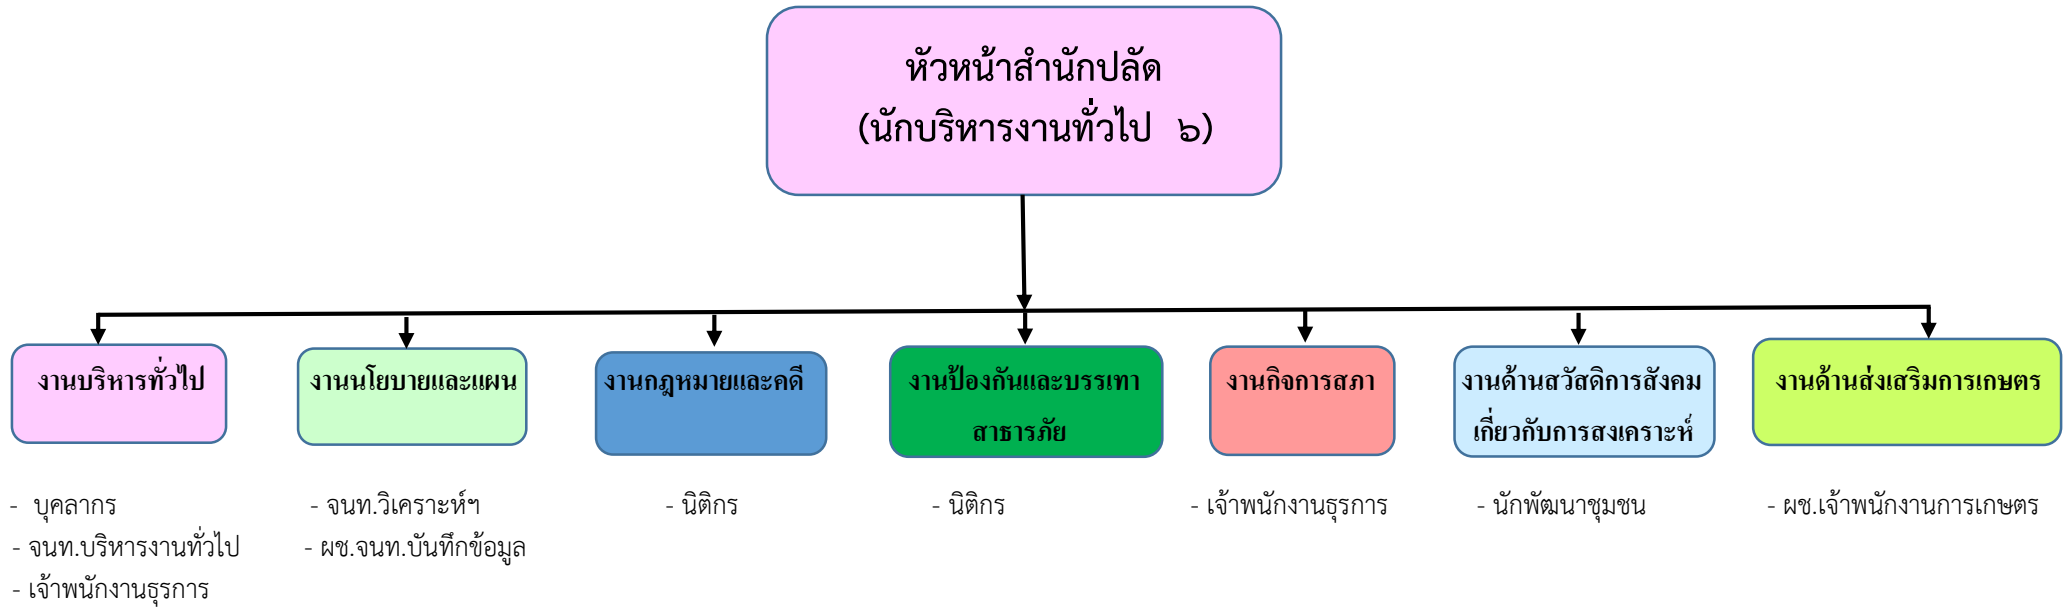 หัวหน้าสำนักปลัด
(นักบริหารงานทั่วไป ๖)
งานบริหารทั่วไป
งานนโยบายและแผน
งานกฎหมายและคดี
งานป้องกันและบรรเทา
สาธารภัย
งานกิจการสภา
งานด้านสวัสดิการสังคม
เกี่ยวกับการสงเคราะห์
งานด้านส่งเสริมการเกษตร
- บุคลากร
- จนท.บริหารงานทั่วไป
- เจ้าพนักงานธุรการ
- จนท.วิเคราะห์ฯ
- ผช.จนท.บันทึกข้อมูล
- นิติกร
- นิติกร
- เจ้าพนักงานธุรการ
- นักพัฒนาชุมชน
- ผช.เจ้าพนักงานการเกษตร